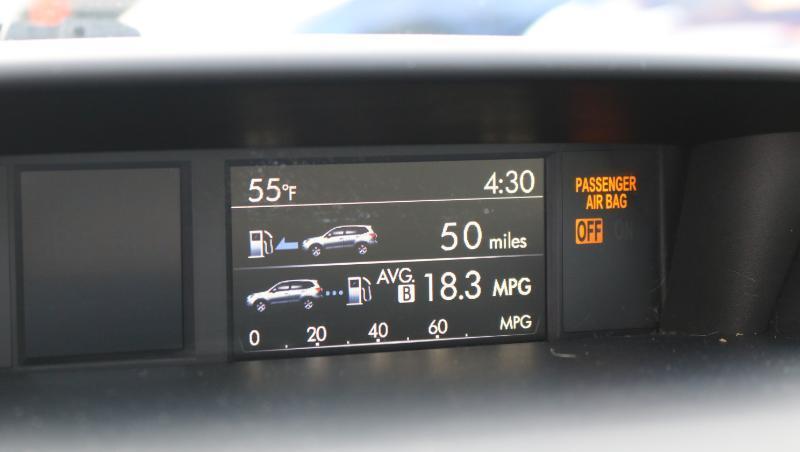 55°F 4:30
50 miles
AVG. B 18.3 MPG
0 20 40 60 MPG
PASSENGER
AIR BAG
OFF ON